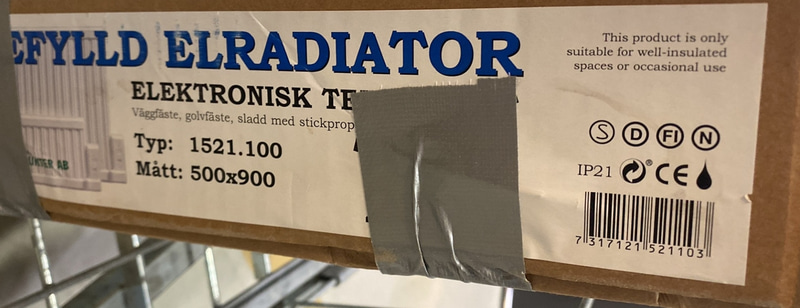 EFYLLD ELRADIATOR
ELEKTRONISK TE
Väggfäste, golvfäste, sladd med stickprop
Typ: 1521.100
Mått: 500x900
This product is only
suitable for well-insulated
spaces or occasional use
S D FI N
IP21 CE
7 317121 521103